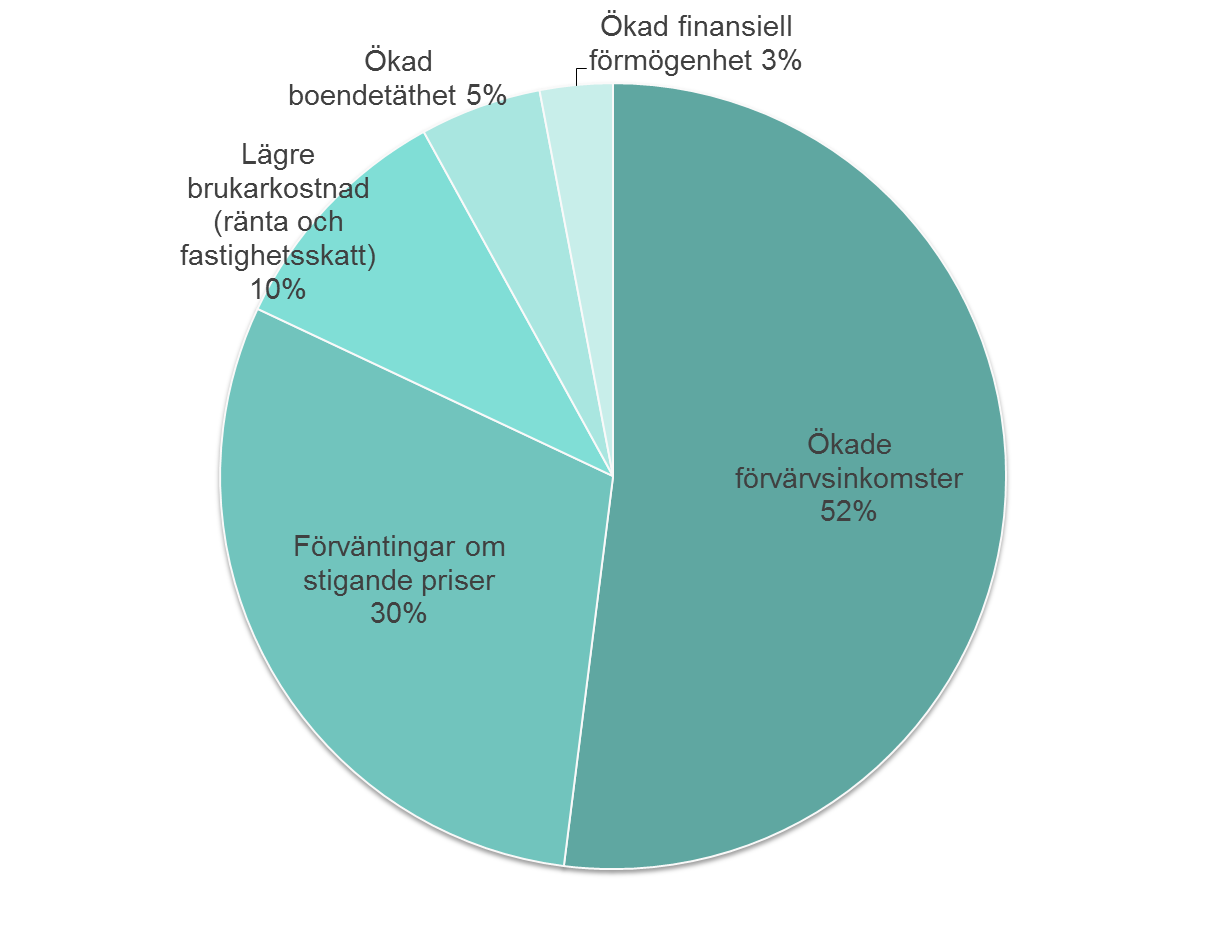 Ökad finansiell
förmögenhet 3%
Ökad
boendetäthet 5%
Lägre
brukarkostnad
(ränta och
fastighetsskatt)
10%
Ökade
förvärvsinkomster
52%
Förväntingar om
stigande priser
30%